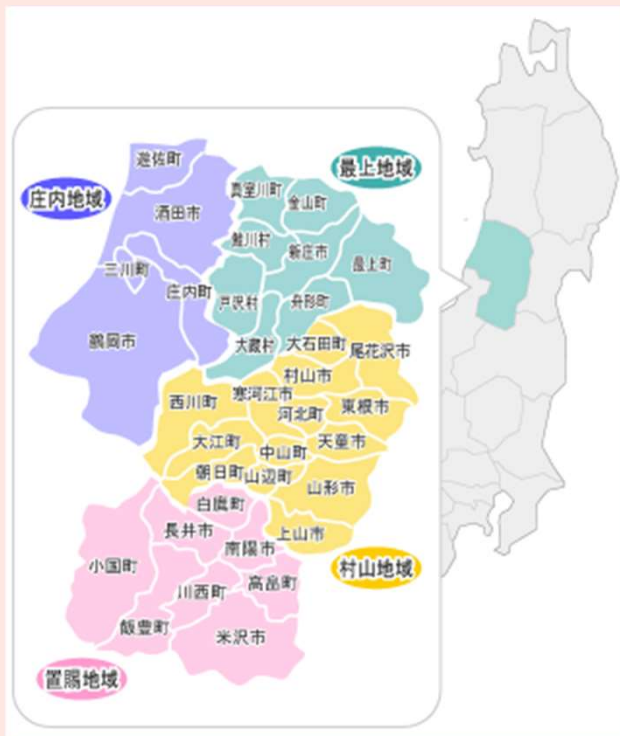 庄内地域
遊佐町
酒田市
三川町
庄内町
鶴岡市
最上地域
真室川町
金山町
鮭川村
新庄市
最上町
戸沢村
舟形町
大蔵村
大石田町
尾花沢市
村山市
寒河江市
西川町
河北町
東根市
大江町
中山町
天童市
朝日町
山辺町
山形市
上山市
村山地域
白鷹町
長井市
南陽市
小国町
川西町
高畠町
飯豊町
米沢市
置賜地域